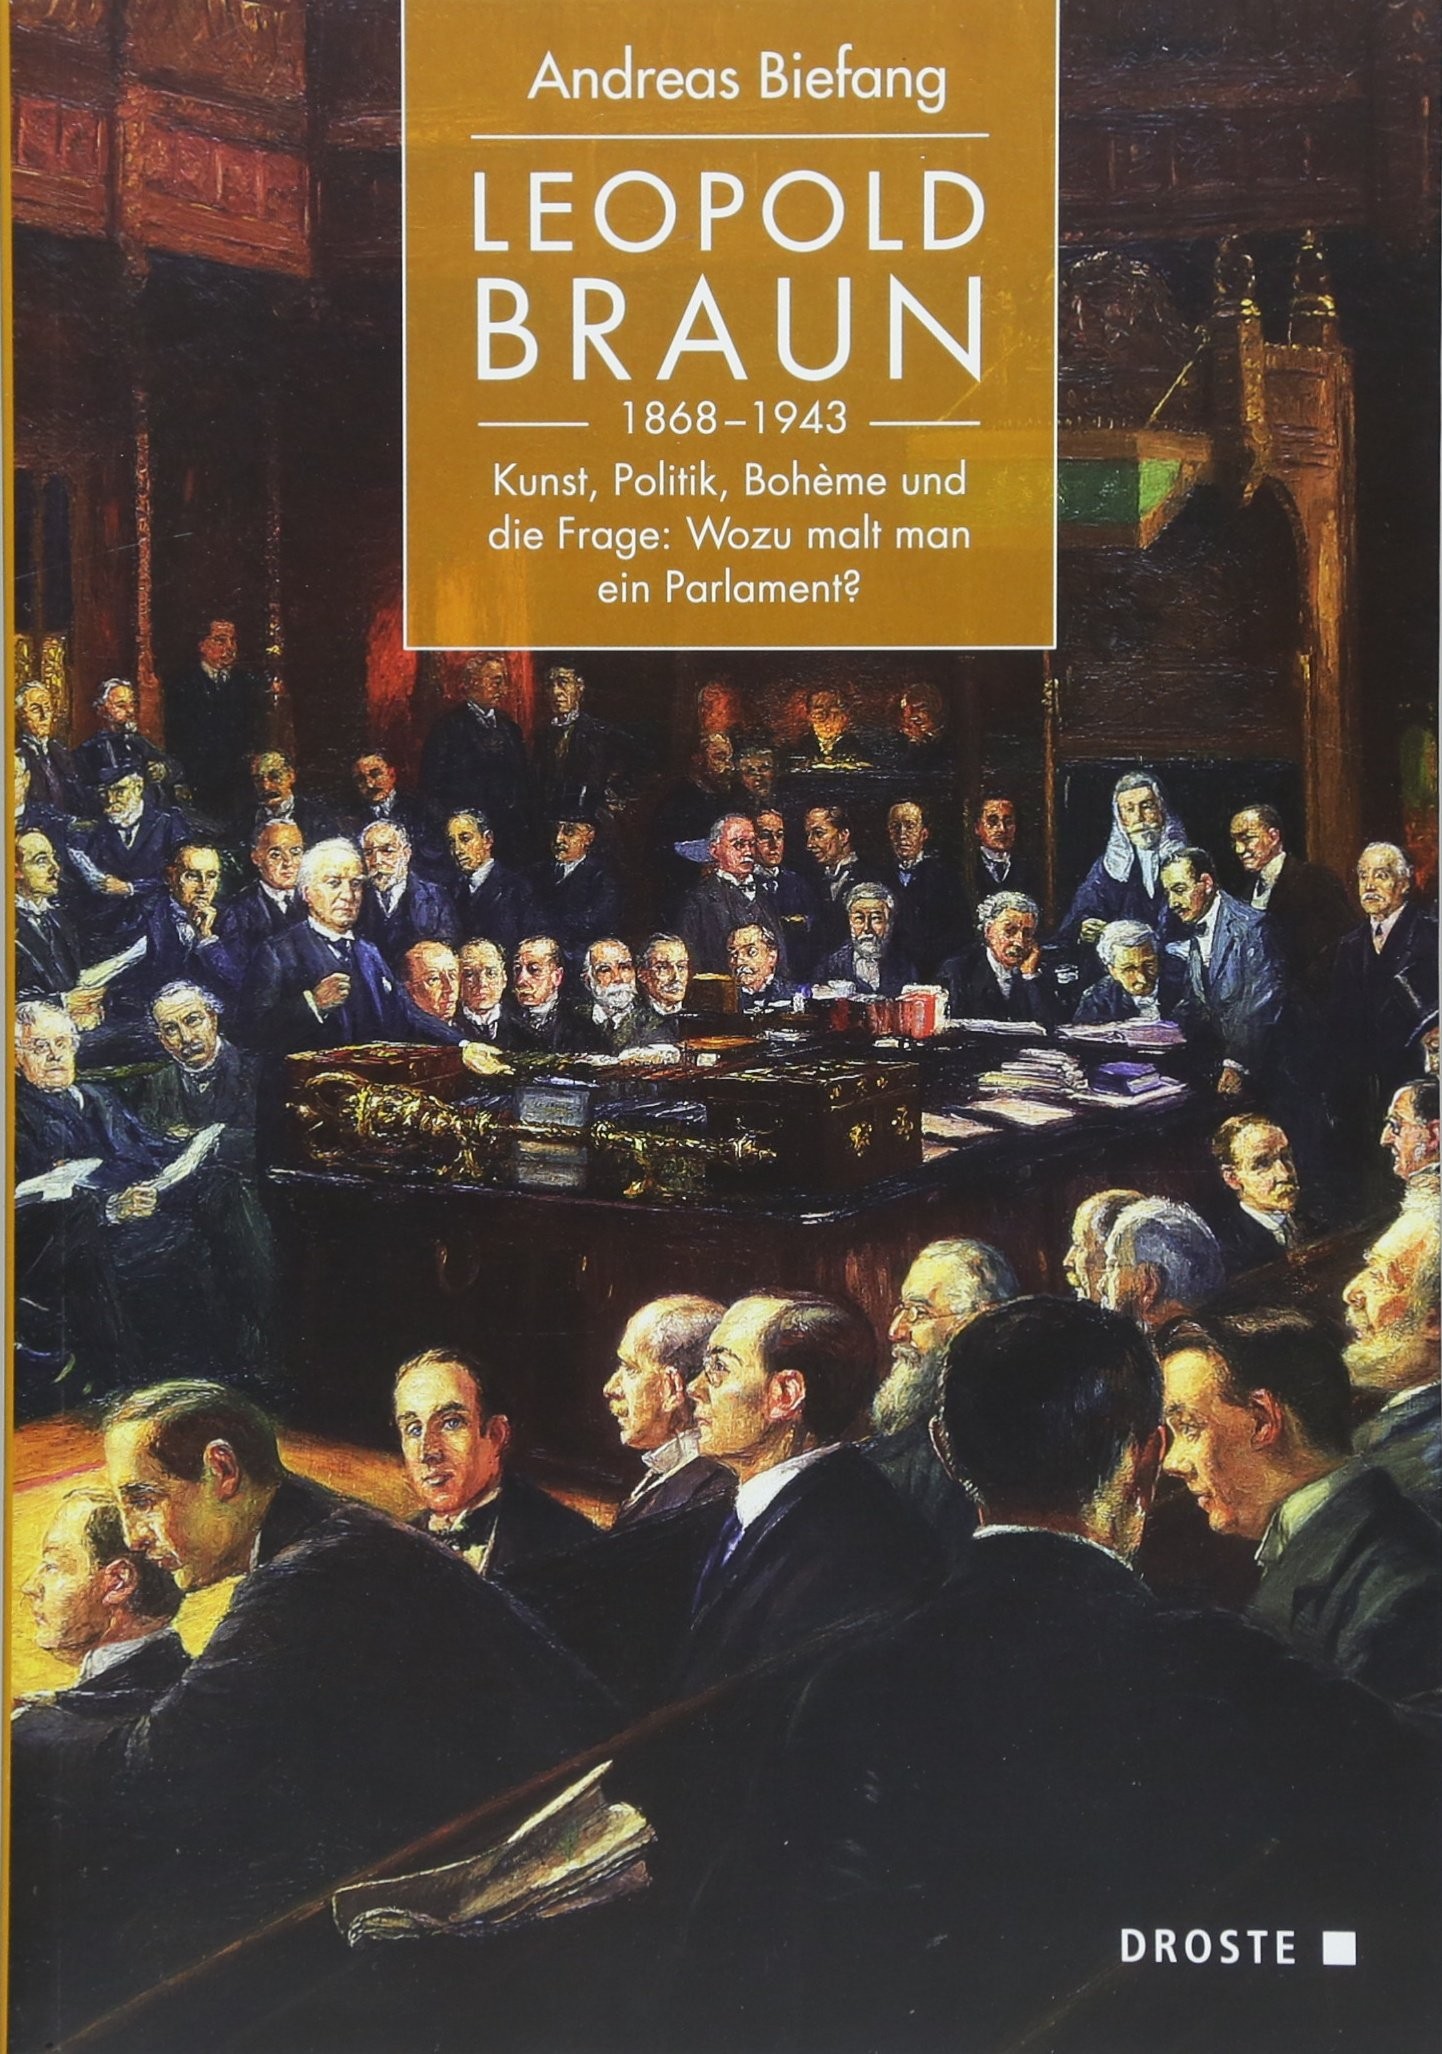 Andreas Biefang
LEOPOLD
BRAUN
1868–1943
Kunst, Politik, Bohème und
die Frage: Wozu malt man
ein Parlament?
DROSTE